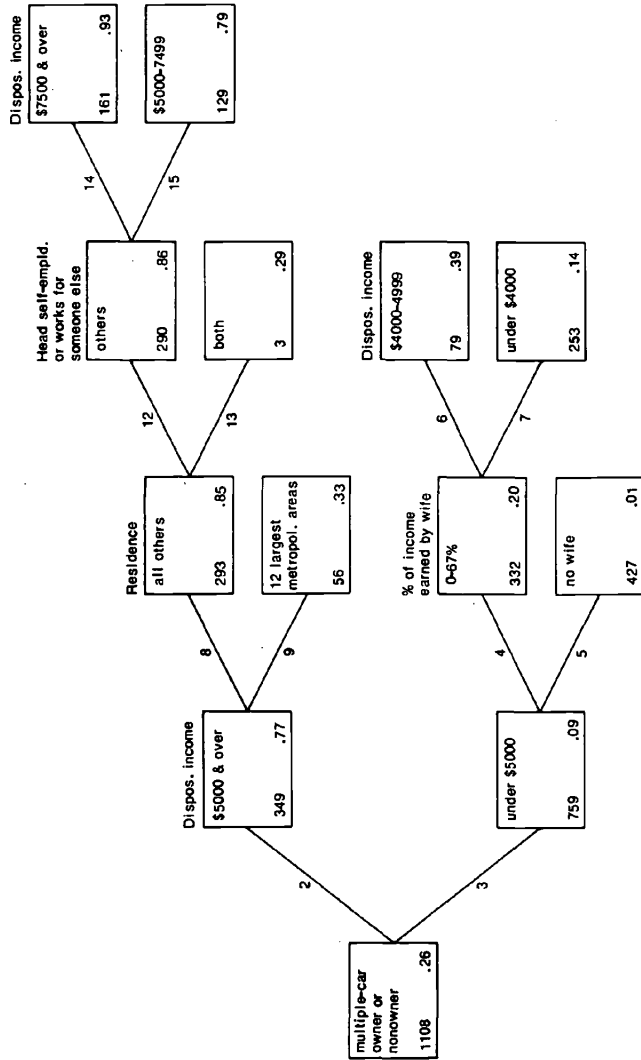 multiple-car
owner or
nonowner
1108 .26
2
3
Dispos. income
$5000 & over
349 .77
under $5000
759 .09
8
9
4
5
Residence
all others
293 .85
12 largest
metropol. areas
56 .33
% of income
earned by wife
0-67%
332 .20
no wife
427 .01
12
13
6
7
Head self-empld.
or works for
someone else
others
290 .86
both
3 .29
Dispos. income
$4000-4999
79 .39
under $4000
253 .14
14
15
Dispos. income
$7500 & over
161 .93
$5000-7499
129 .79